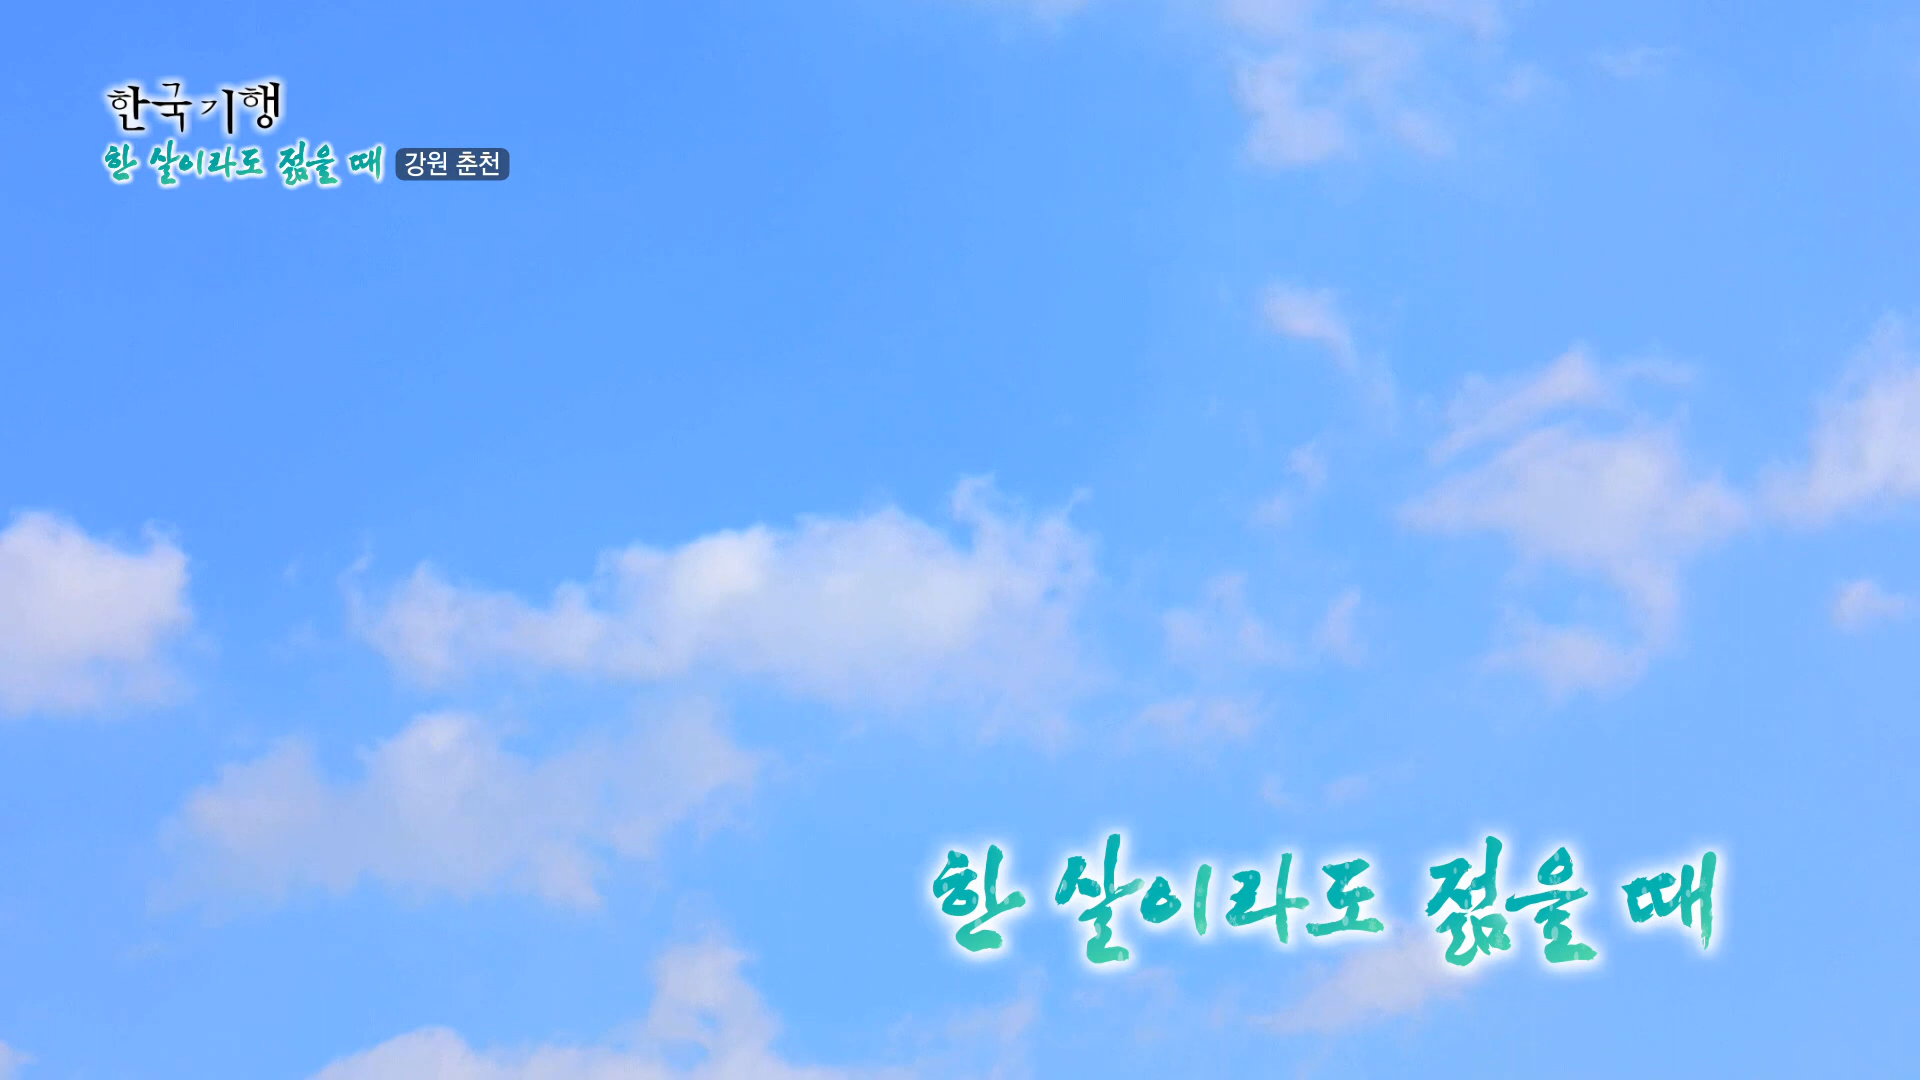 한국기행
한 살이라도 젊을 때 강원 춘천
한 살이라도 젊을 때